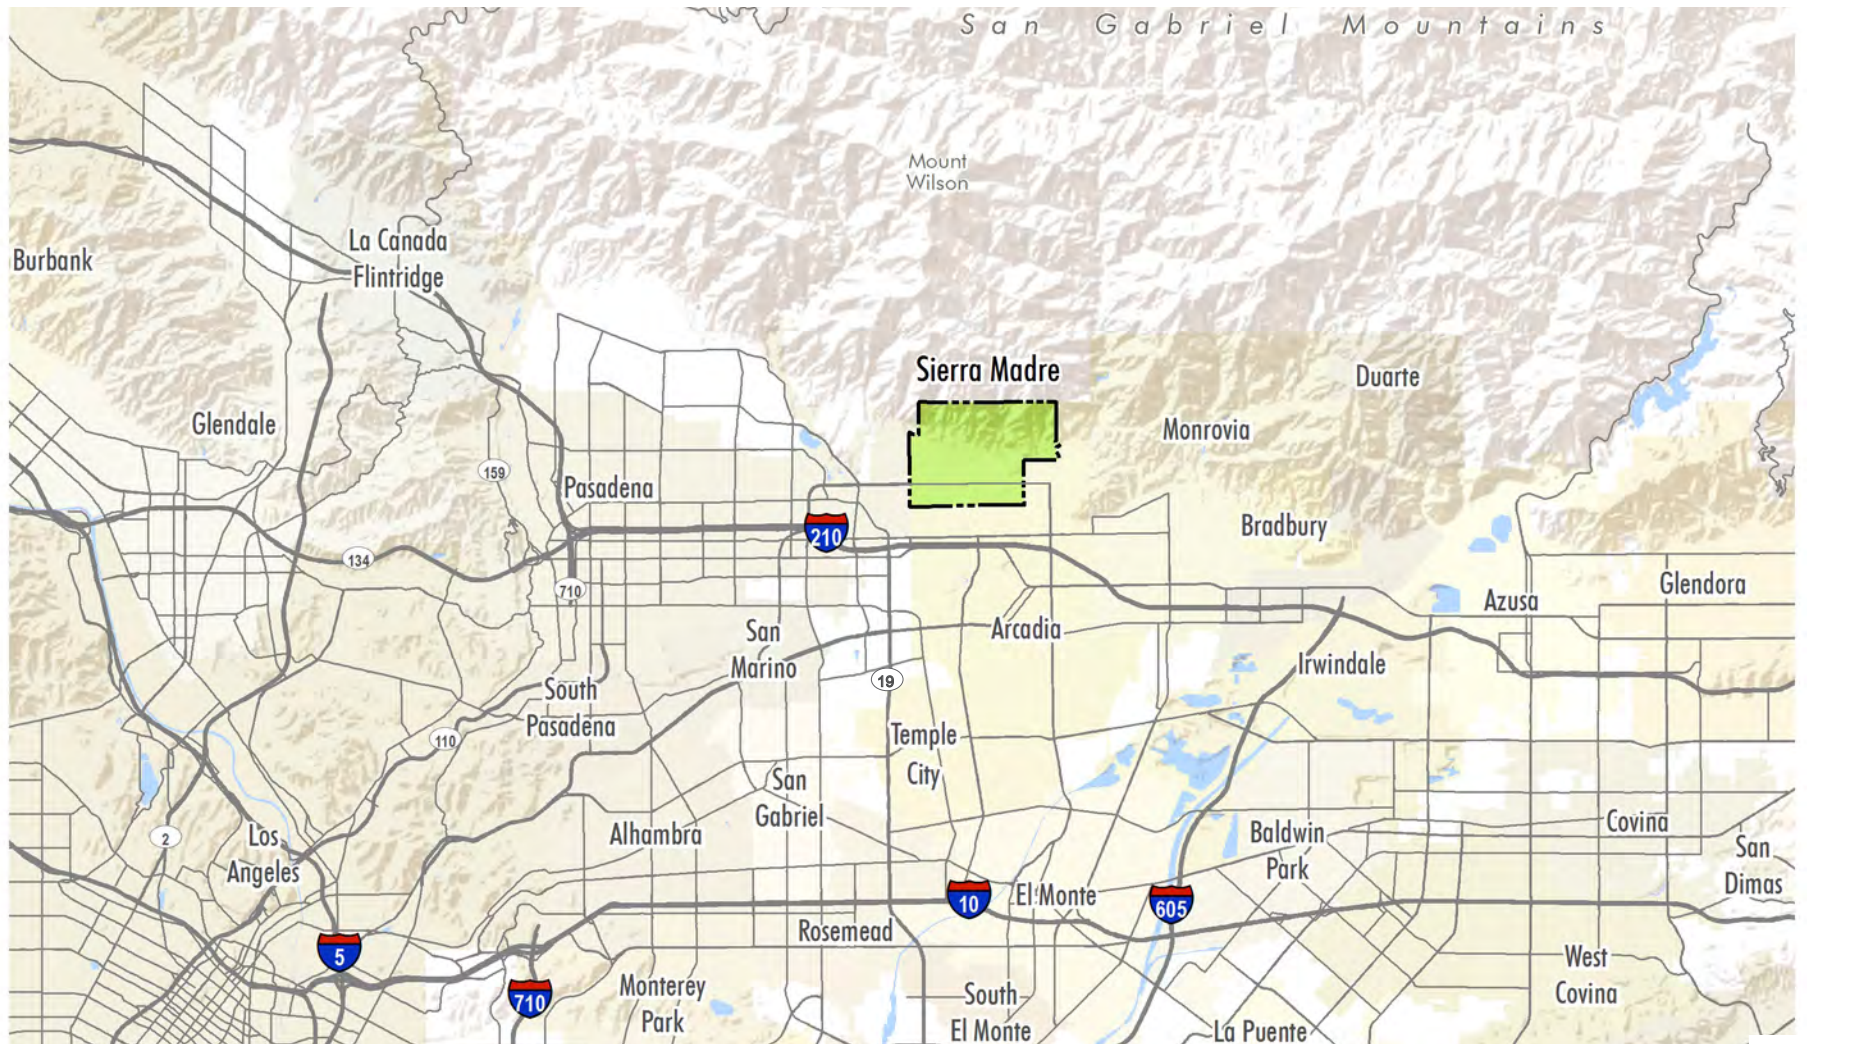 San Gabriel Mountains
Mount
Wilson
La Canada
Flintridge
Burbank
Sierra Madre
Duarte
Glendale
Monrovia
159
Pasadena
210
Bradbury
134
710
Azusa
Glendora
San
Marino
Arcadia
Irwindale
19
South
Pasadena
110
Temple
City
San
Gabriel
2
Los
Angeles
Alhambra
Baldwin
Park
Covina
San
Dimas
10
El Monte
605
Rosemead
5
710
Monterey
Park
South
El Monte
West
Covina
La Puente